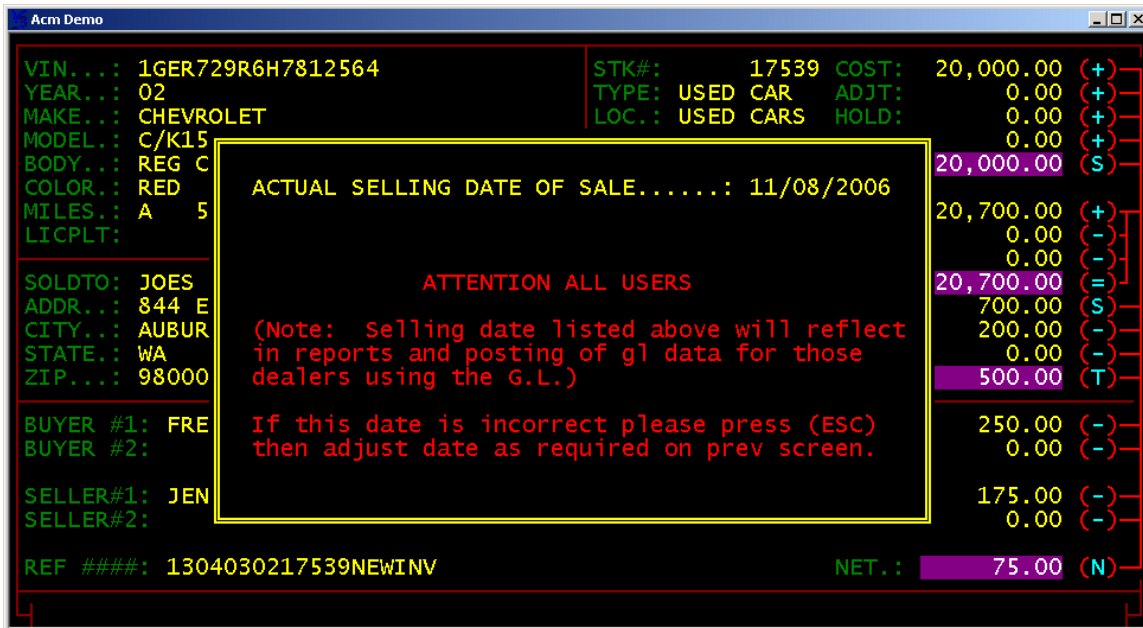 Acm Demo
VIN...: 1GER729R6H7812564 STK#: 17539 COST: 20,000.00 (+)
YEAR..: 02 TYPE: USED CAR ADJT: 0.00 (+)
MAKE..: CHEVROLET LOC.: USED CARS HOLD: 0.00 (+)
MODEL.: C/K15 0.00 (+)
BODY..: REG C 20,000.00 (S)
COLOR.: RED ACTUAL SELLING DATE OF SALE......: 11/08/2006
MILES.: A 5 20,700.00 (+)
LICPLT: 0.00 (-)
0.00 (-)
SOLDTO: JOES ATTENTION ALL USERS 20,700.00 (=)
ADDR..: 844 E 700.00 (S)
CITY..: AUBUR (Note: Selling date listed above will reflect 200.00 (-)
STATE.: WA in reports and posting of gl data for those 0.00 (-)
ZIP...: 98000 dealers using the G.L.) 500.00 (T)
BUYER #1: FRE If this date is incorrect please press (ESC) 250.00 (-)
BUYER #2: then adjust date as required on prev screen. 0.00 (-)
SELLER#1: JEN 175.00 (-)
SELLER#2: 0.00 (-)
REF ####: 1304030217539NEWINV NET.: 75.00 (N)